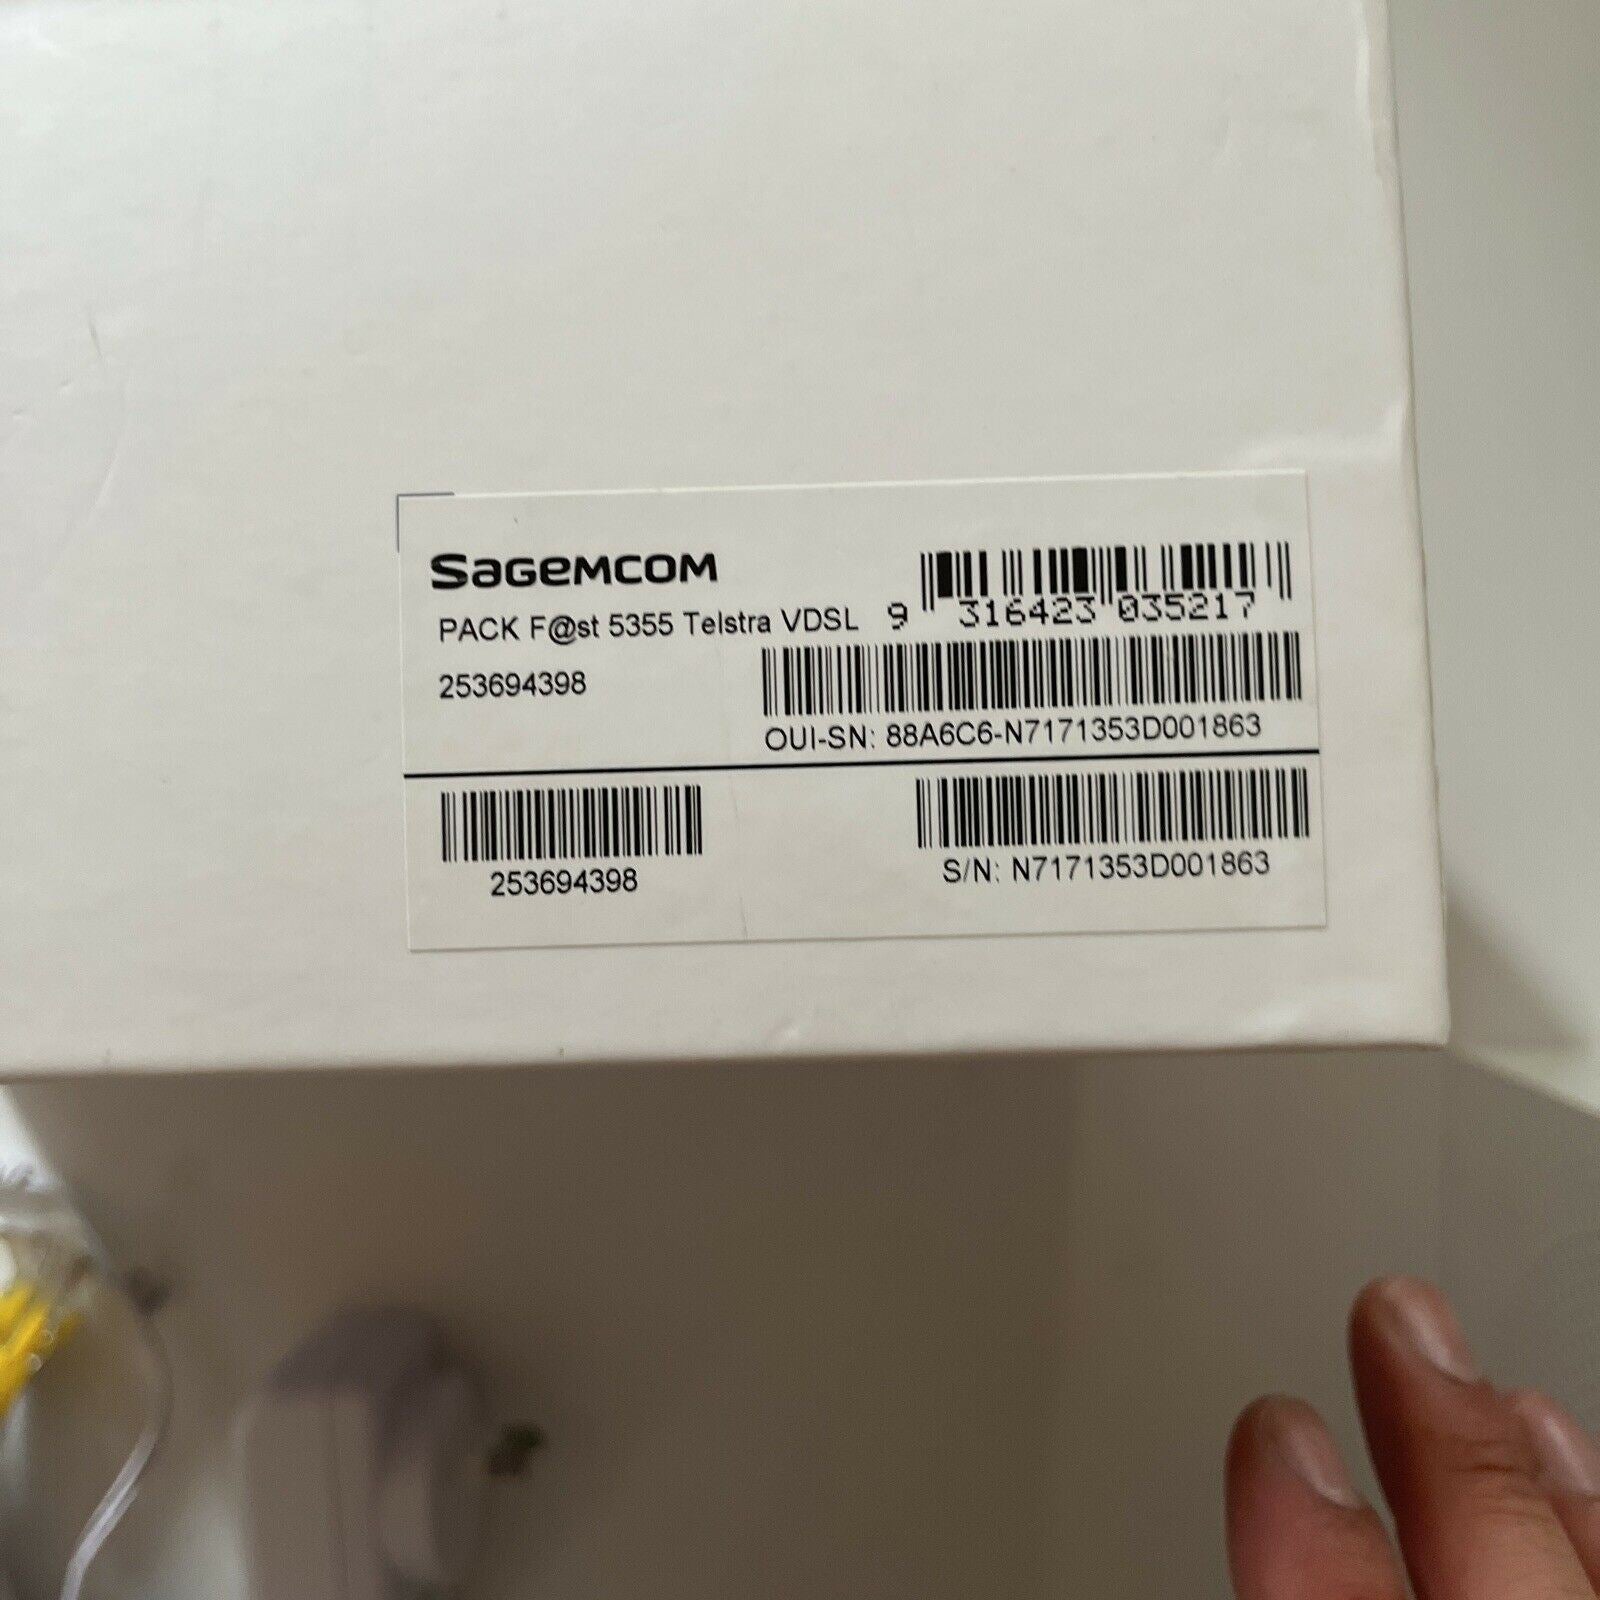 SAGEMCOM
PACK F@st 5355 Telstra VDSL
9 316423 035217
253694398
OUI-SN: 88A6C6-N7171353D001863
253694398
S/N: N7171353D001863